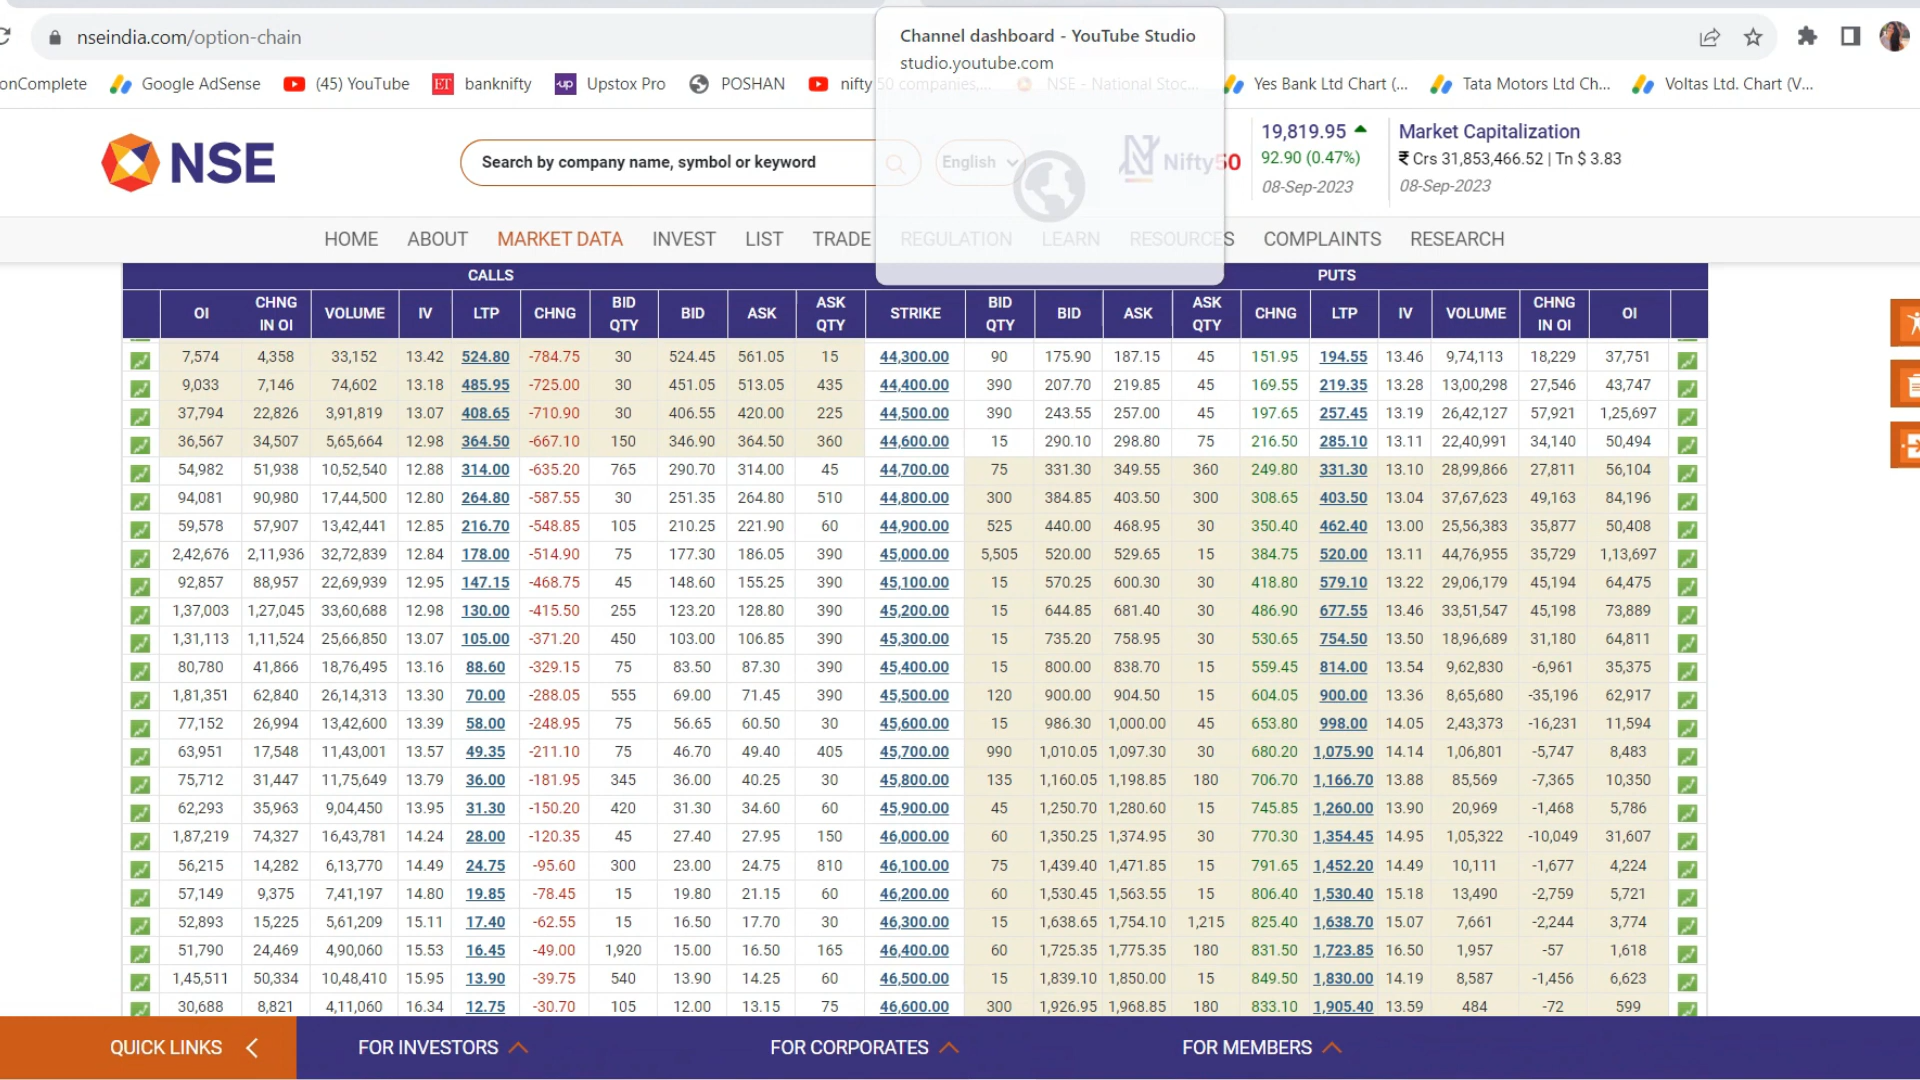 nseindia.com/option-chain
Channel dashboard - YouTube Studio
studio.youtube.com
onComplete Google AdSense (45) YouTube ET banknifty up Upstox Pro POSHAN nifty 50 companies,... NSE - National Stoc... Yes Bank Ltd Chart (... Tata Motors Ltd Ch... Voltas Ltd. Chart (V...
NSE
Search by company name, symbol or keyword
English
Nifty50
19,819.95
92.90 (0.47%)
08-Sep-2023
Market Capitalization
₹ Crs 31,853,466.52 | Tn $ 3.83
08-Sep-2023
HOME ABOUT MARKET DATA INVEST LIST TRADE REGULATION LEARN RESOURCES COMPLAINTS RESEARCH
CALLS PUTS
OI CHNG IN OI VOLUME IV LTP CHNG BID QTY BID ASK ASK QTY STRIKE BID QTY BID ASK ASK QTY CHNG LTP IV VOLUME CHNG IN OI OI
7,574 4,358 33,152 13.42 524.80 -784.75 30 524.45 561.05 15 44,300.00 90 175.90 187.15 45 151.95 194.55 13.46 9,74,113 18,229 37,751
9,033 7,146 74,602 13.18 485.95 -725.00 30 451.05 513.05 435 44,400.00 390 207.70 219.85 45 169.55 219.35 13.28 13,00,298 27,546 43,747
37,794 22,826 3,91,819 13.07 408.65 -710.90 30 406.55 420.00 225 44,500.00 390 243.55 257.00 45 197.65 257.45 13.19 26,42,127 57,921 1,25,697
36,567 34,507 5,65,664 12.98 364.50 -667.10 150 346.90 364.50 360 44,600.00 15 290.10 298.80 75 216.50 285.10 13.11 22,40,991 34,140 50,494
54,982 51,938 10,52,540 12.88 314.00 -635.20 765 290.70 314.00 45 44,700.00 75 331.30 349.55 360 249.80 331.30 13.10 28,99,866 27,811 56,104
94,081 90,980 17,44,500 12.80 264.80 -587.55 30 251.35 264.80 510 44,800.00 300 384.85 403.50 300 308.65 403.50 13.04 37,67,623 49,163 84,196
59,578 57,907 13,42,441 12.85 216.70 -548.85 105 210.25 221.90 60 44,900.00 525 440.00 468.95 30 350.40 462.40 13.00 25,56,383 35,877 50,408
2,42,676 2,11,936 32,72,839 12.84 178.00 -514.90 75 177.30 186.05 390 45,000.00 5,505 520.00 529.65 15 384.75 520.00 13.11 44,76,955 35,729 1,13,697
92,857 88,957 22,69,939 12.95 147.15 -468.75 45 148.60 155.25 390 45,100.00 15 570.25 600.30 30 418.80 579.10 13.22 29,06,179 45,194 64,475
1,37,003 1,27,045 33,60,688 12.98 130.00 -415.50 255 123.20 128.80 390 45,200.00 15 644.85 681.40 30 486.90 677.55 13.46 33,51,547 45,198 73,889
1,31,113 1,11,524 25,66,850 13.07 105.00 -371.20 450 103.00 106.85 390 45,300.00 15 735.20 758.95 30 530.65 754.50 13.50 18,96,689 31,180 64,811
80,780 41,866 18,76,495 13.16 88.60 -329.15 75 83.50 87.30 390 45,400.00 15 800.00 838.70 15 559.45 814.00 13.54 9,62,830 -6,961 35,375
1,81,351 62,840 26,14,313 13.30 70.00 -288.05 555 69.00 71.45 390 45,500.00 120 900.00 904.50 15 604.05 900.00 13.36 8,65,680 -35,196 62,917
77,152 26,994 13,42,600 13.39 58.00 -248.95 75 56.65 60.50 30 45,600.00 15 986.30 1,000.00 45 653.80 998.00 14.05 2,43,373 -16,231 11,594
63,951 17,548 11,43,001 13.57 49.35 -211.10 75 46.70 49.40 405 45,700.00 990 1,010.05 1,097.30 30 680.20 1,075.90 14.14 1,06,801 -5,747 8,483
75,712 31,447 11,75,649 13.79 36.00 -181.95 345 36.00 40.25 30 45,800.00 135 1,160.05 1,198.85 180 706.70 1,166.70 13.88 85,569 -7,365 10,350
62,293 35,963 9,04,450 13.95 31.30 -150.20 420 31.30 34.60 60 45,900.00 45 1,250.70 1,280.60 15 745.85 1,260.00 13.90 20,969 -1,468 5,786
1,87,219 74,327 16,43,781 14.24 28.00 -120.35 45 27.40 27.95 150 46,000.00 60 1,350.25 1,374.95 30 770.30 1,354.45 14.95 1,05,322 -10,049 31,607
56,215 14,282 6,13,770 14.49 24.75 -95.60 300 23.00 24.75 810 46,100.00 75 1,439.40 1,471.85 15 791.65 1,452.20 14.49 10,111 -1,677 4,224
57,149 9,375 7,41,197 14.80 19.85 -78.45 15 19.80 21.15 60 46,200.00 60 1,530.45 1,563.55 15 806.40 1,530.40 15.18 13,490 -2,759 5,721
52,893 15,225 5,61,209 15.11 17.40 -62.55 15 16.50 17.70 30 46,300.00 15 1,638.65 1,754.10 1,215 825.40 1,638.70 15.07 7,661 -2,244 3,774
51,790 24,469 4,90,060 15.53 16.45 -49.00 1,920 15.00 16.50 165 46,400.00 60 1,725.35 1,775.35 180 831.50 1,723.85 16.50 1,957 -57 1,618
1,45,511 50,334 10,48,410 15.95 13.90 -39.75 540 13.90 14.25 60 46,500.00 15 1,839.10 1,850.00 15 849.50 1,830.00 14.19 8,587 -1,456 6,623
30,688 8,821 4,11,060 16.34 12.75 -30.70 105 12.00 13.15 75 46,600.00 300 1,926.95 1,968.85 180 833.10 1,905.40 13.59 484 -72 599
QUICK LINKS FOR INVESTORS FOR CORPORATES FOR MEMBERS